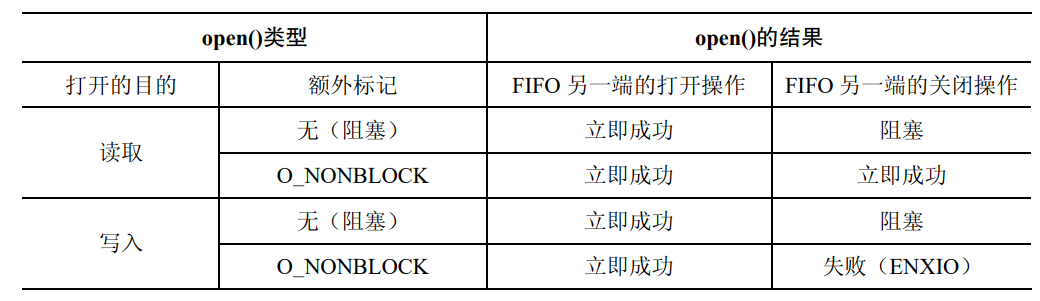 open()类型 open()的结果
打开的目的 额外标记 FIFO 另一端的打开操作 FIFO 另一端的关闭操作
读取 无（阻塞） 立即成功 阻塞
O_NONBLOCK 立即成功 立即成功
写入 无（阻塞） 立即成功 阻塞
O_NONBLOCK 立即成功 失败（ENXIO）